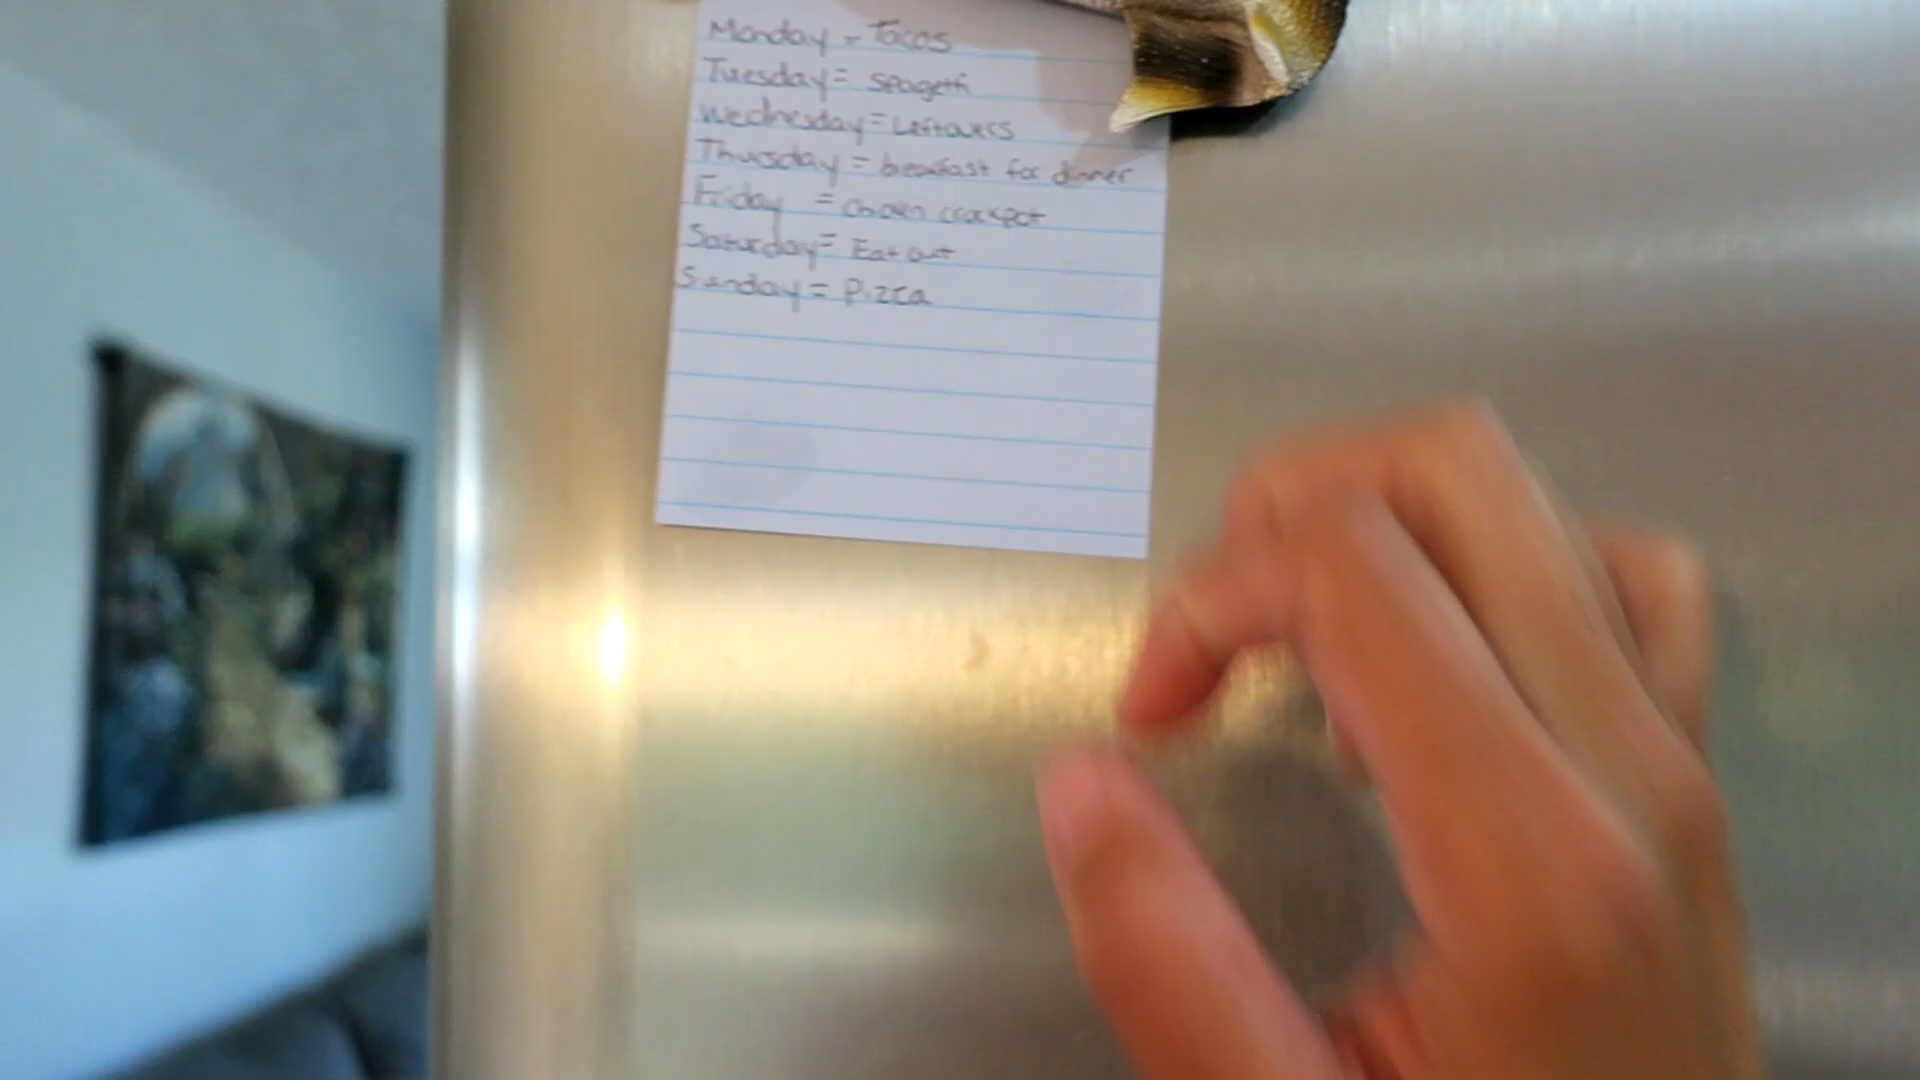 Monday = Tacos
Tuesday = Spagetti
Wednesday = Leftovers
Thursday = breakfast for dinner
Friday = chicken crockpot
Saturday = Eat out
Sunday = Pizza